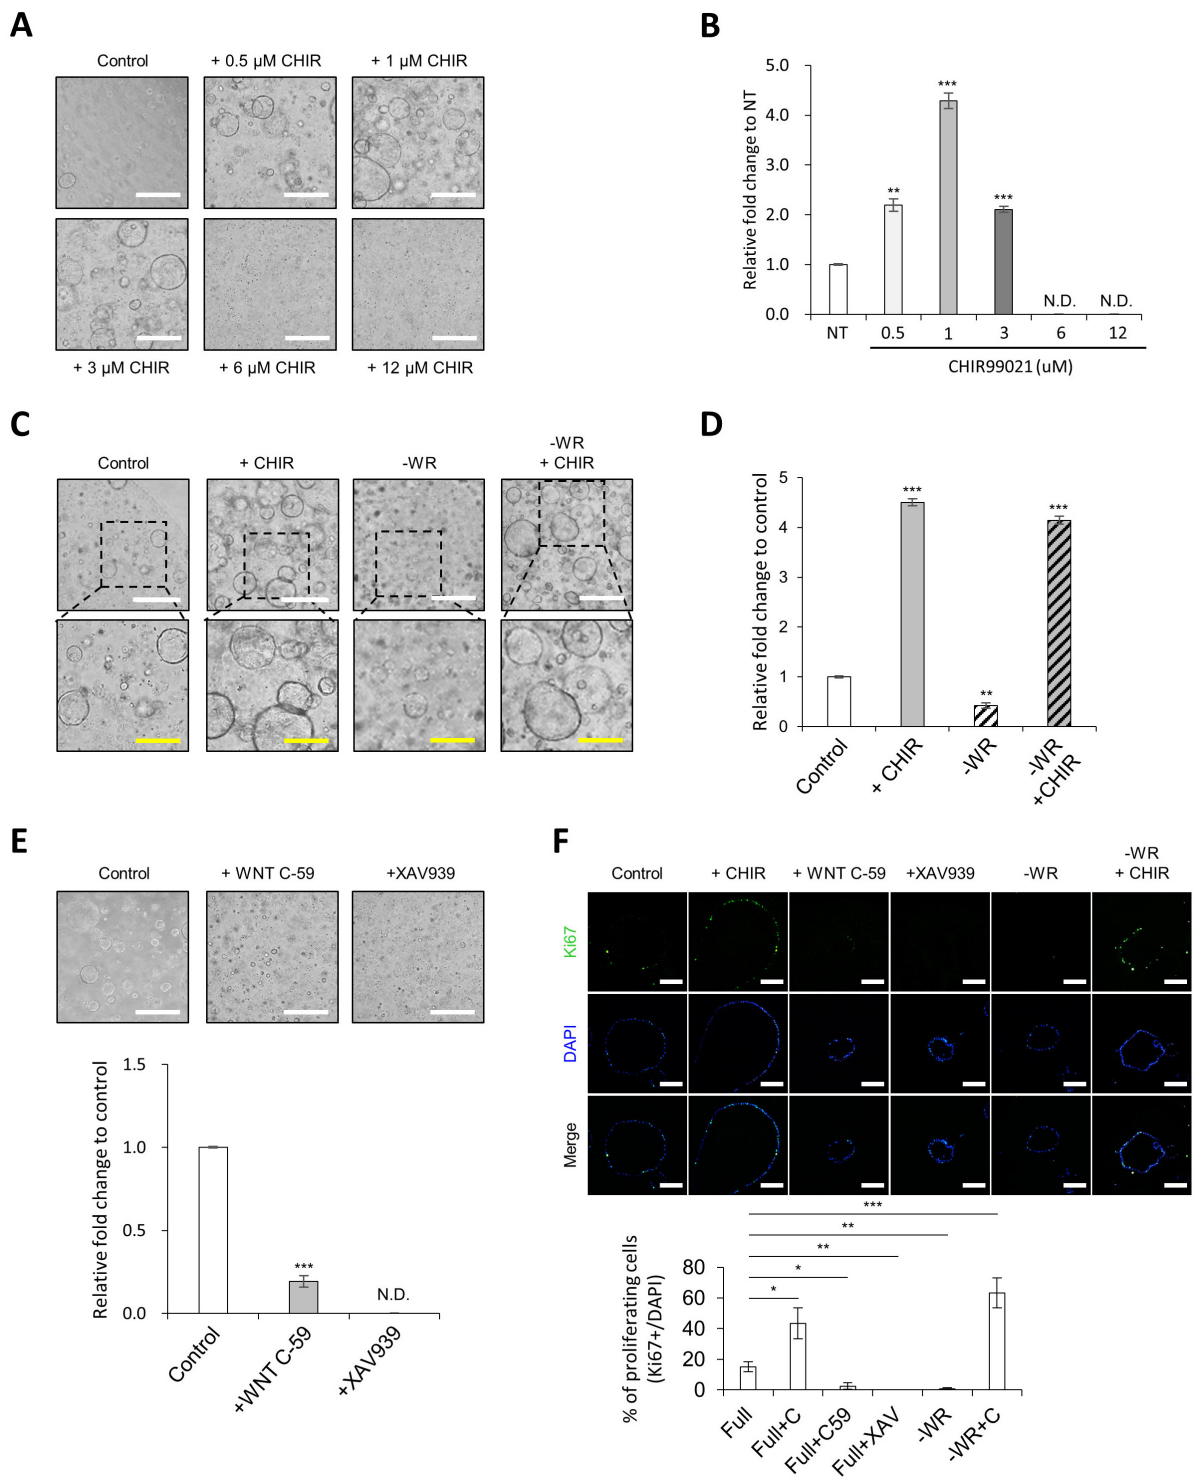 A
Control
+ 0.5 µM CHIR
+ 1 µM CHIR
+ 3 µM CHIR
+ 6 µM CHIR
+ 12 µM CHIR
B
Relative fold change to NT
5.0
4.0
3.0
2.0
1.0
0.0
**
***
***
N.D.
N.D.
NT
0.5
1
3
6
12
CHIR99021 (uM)
C
Control
+ CHIR
-WR
-WR
+ CHIR
D
Relative fold change to control
5
4
3
2
1
0
***
**
***
Control
+ CHIR
-WR
-WR
+CHIR
E
Control
+ WNT C-59
+XAV939
Relative fold change to control
1.5
1.0
0.5
0.0
***
N.D.
Control
+WNT C-59
+XAV939
F
Control
+ CHIR
+ WNT C-59
+XAV939
-WR
-WR
+ CHIR
Ki67
DAPI
Merge
% of proliferating cells
(Ki67+/DAPI)
***
**
**
*
*
80
60
40
20
0
Full
Full+C
Full+C59
Full+XAV
-WR
-WR+C